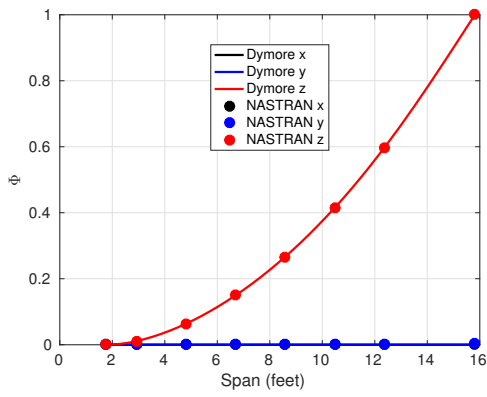 1
0.8
0.6
0.4
0.2
0
Φ
Dymore x
Dymore y
Dymore z
NASTRAN x
NASTRAN y
NASTRAN z
0 2 4 6 8 10 12 14 16
Span (feet)